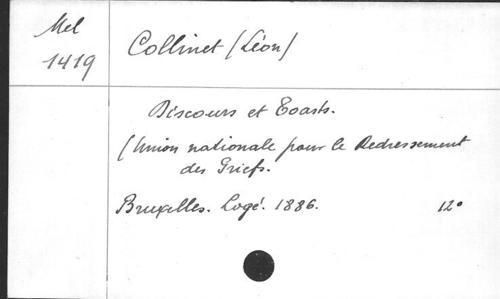 Mel
1419
Collinet (Léon)
Discours et Toasts.
(Union nationale pour le Redressement
des Griefs.
Bruxelles. Logé. 1886. 12°